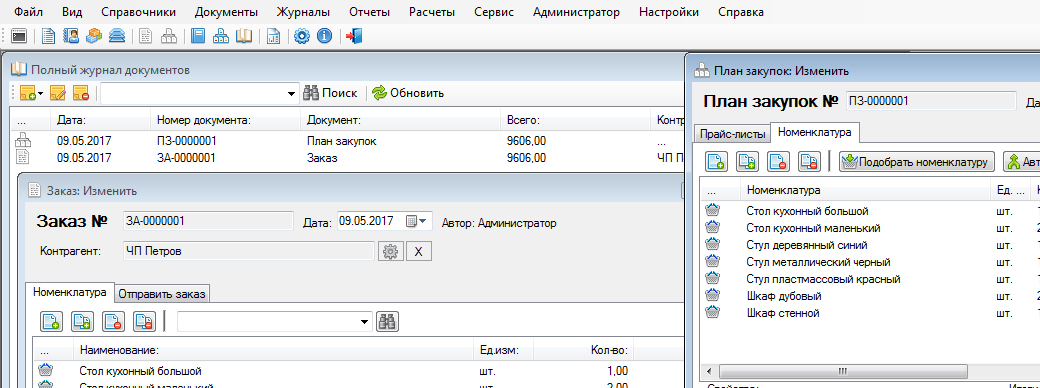 Файл Вид Справочники Документы Журналы Отчеты Расчеты Сервис Администратор Настройки Справка
Полный журнал документов
Поиск Обновить
... Дата: Номер документа: Документ: Всего: Контр
09.05.2017 ПЗ-0000001 План закупок 9606,00 ...
09.05.2017 ЗА-0000001 Заказ 9606,00 ЧП П
Заказ: Изменить
Заказ № ЗА-0000001 Дата: 09.05.2017 Автор: Администратор
Контрагент: ЧП Петров X
Номенклатура Отправить заказ
... Наименование: Ед.изм: Кол-во:
Стол кухонный большой шт. 1,00
Стол кухонный маленький шт. 2,00
План закупок: Изменить
План закупок № ПЗ-0000001 Да
Прайс-листы Номенклатура
Подобрать номенклатуру Авт
... Номенклатура Ед. ...
Стол кухонный большой шт.
Стол кухонный маленький шт. 2
Стул деревянный синий шт.
Стул металлический черный шт.
Стул пластмассовый красный шт.
Шкаф дубовый шт. 2
Шкаф стенной шт.